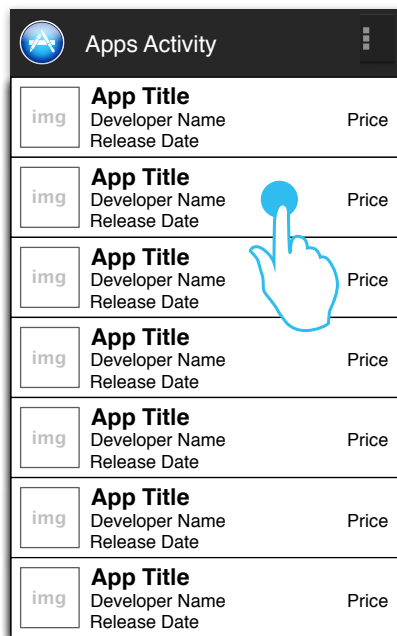 Apps Activity
App Title
img
Developer Name
Price
Release Date
App Title
img
Developer Name
Price
Release Date
App Title
img
Developer Name
Price
Release Date
App Title
img
Developer Name
Price
Release Date
App Title
img
Developer Name
Price
Release Date
App Title
img
Developer Name
Price
Release Date
App Title
img
Developer Name
Price
Release Date